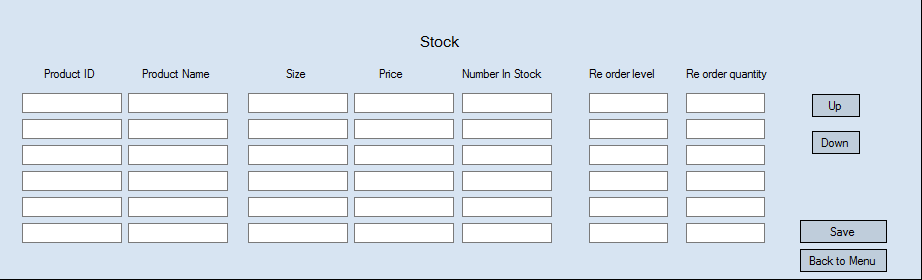 Stock
Product ID Product Name Size Price Number In Stock Re order level Re order quantity
Up
Down
Save
Back to Menu